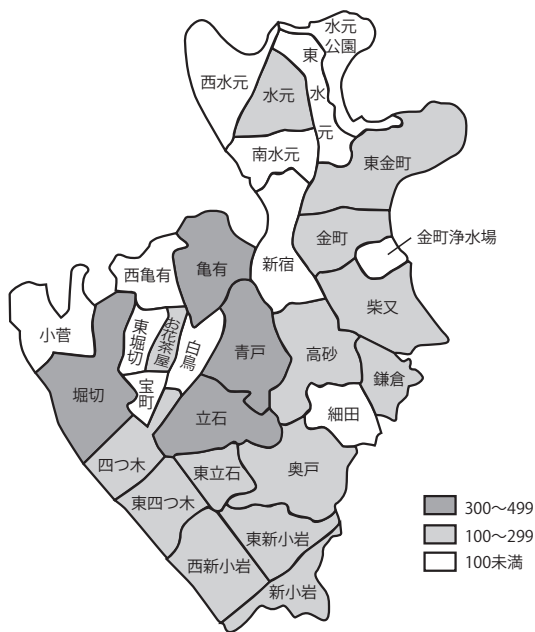 水元
公園
西水元
水元
東水元
南水元
東金町
金町
金町浄水場
新宿
亀有
西亀有
柴又
小菅
東堀切
お花茶屋
白鳥
青戸
高砂
鎌倉
堀切
宝町
細田
立石
四つ木
東立石
奥戸
東四つ木
東新小岩
西新小岩
新小岩
300～499
100～299
100未満